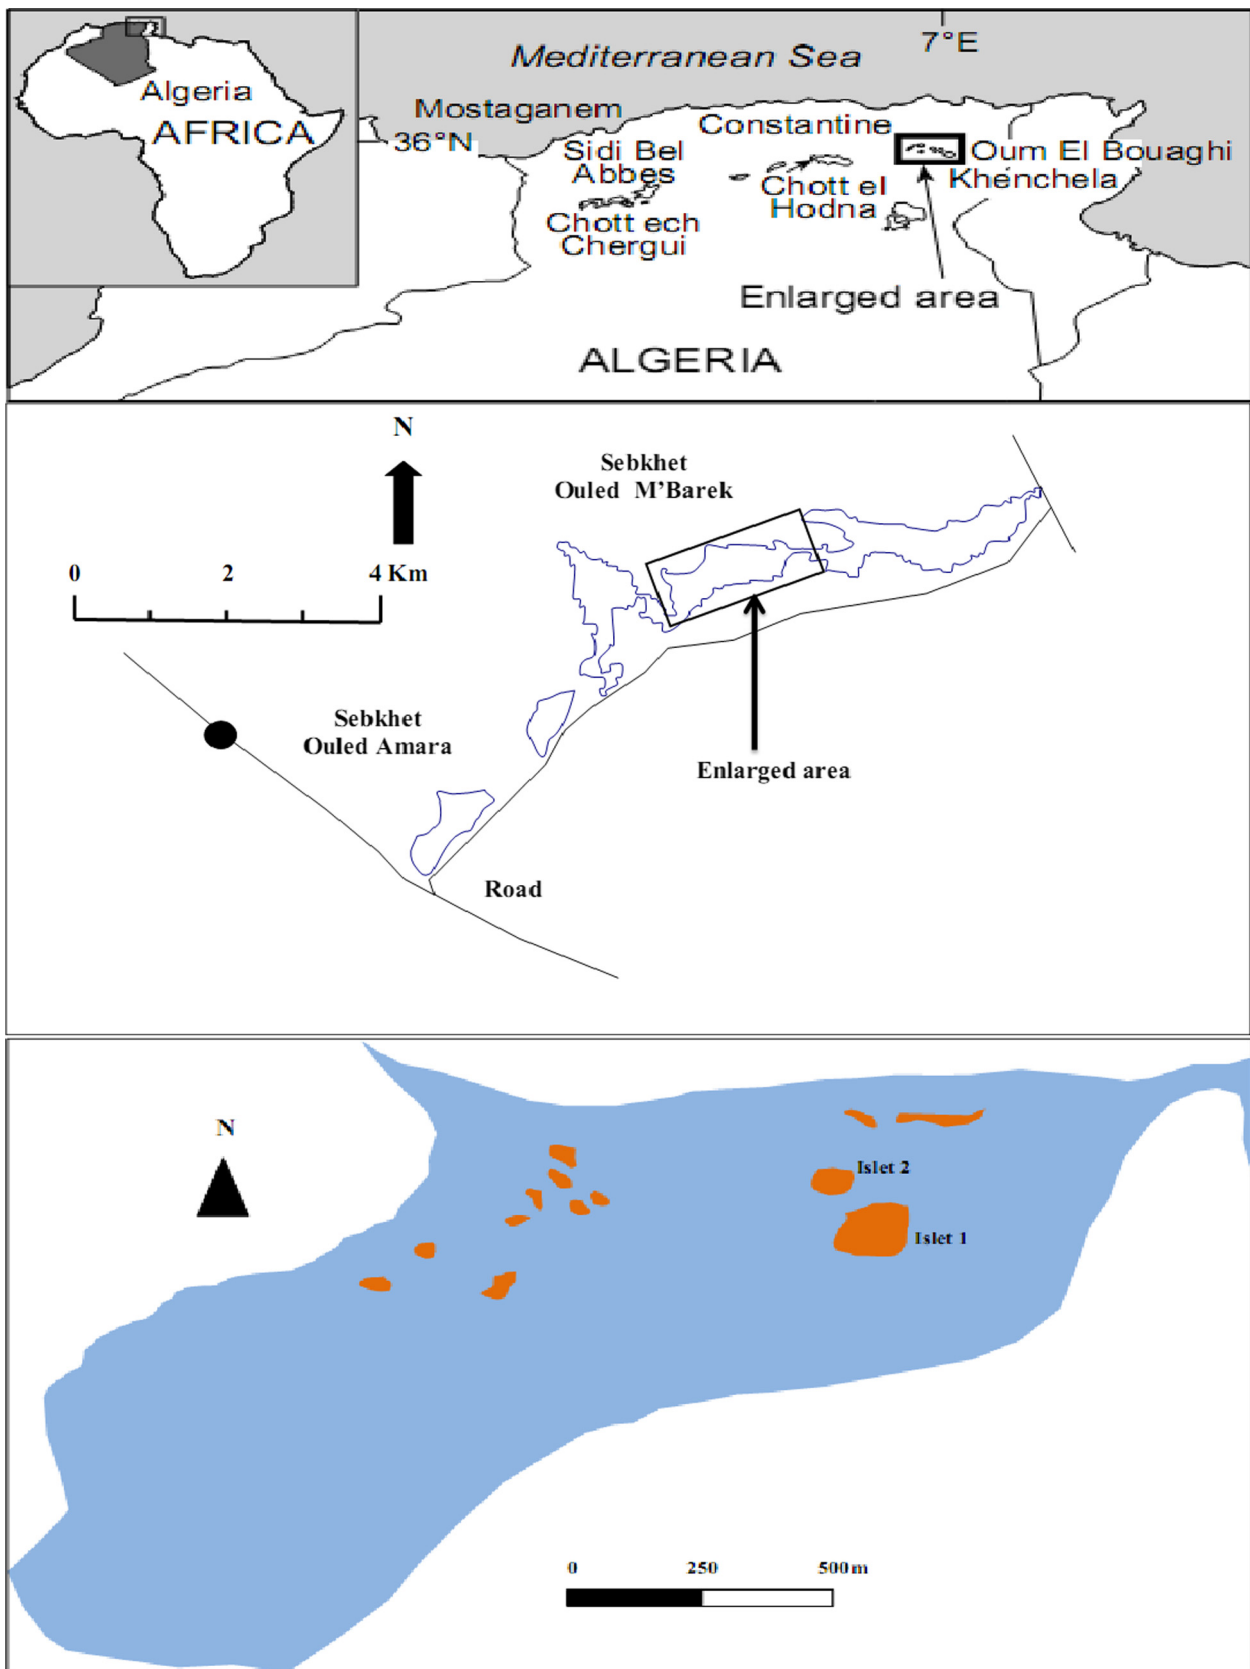 Algeria
AFRICA
Mediterranean Sea
7°E
Mostaganem
36°N
Constantine
Sidi Bel
Abbes
Oum El Bouaghi
Khenchela
Chott el
Hodna
Chott ech
Chergui
Enlarged area
ALGERIA
N
Sebkhet
Ouled M'Barek
0 2 4 Km
Sebkhet
Ouled Amara
Enlarged area
Road
N
Islet 2
Islet 1
0 250 500m